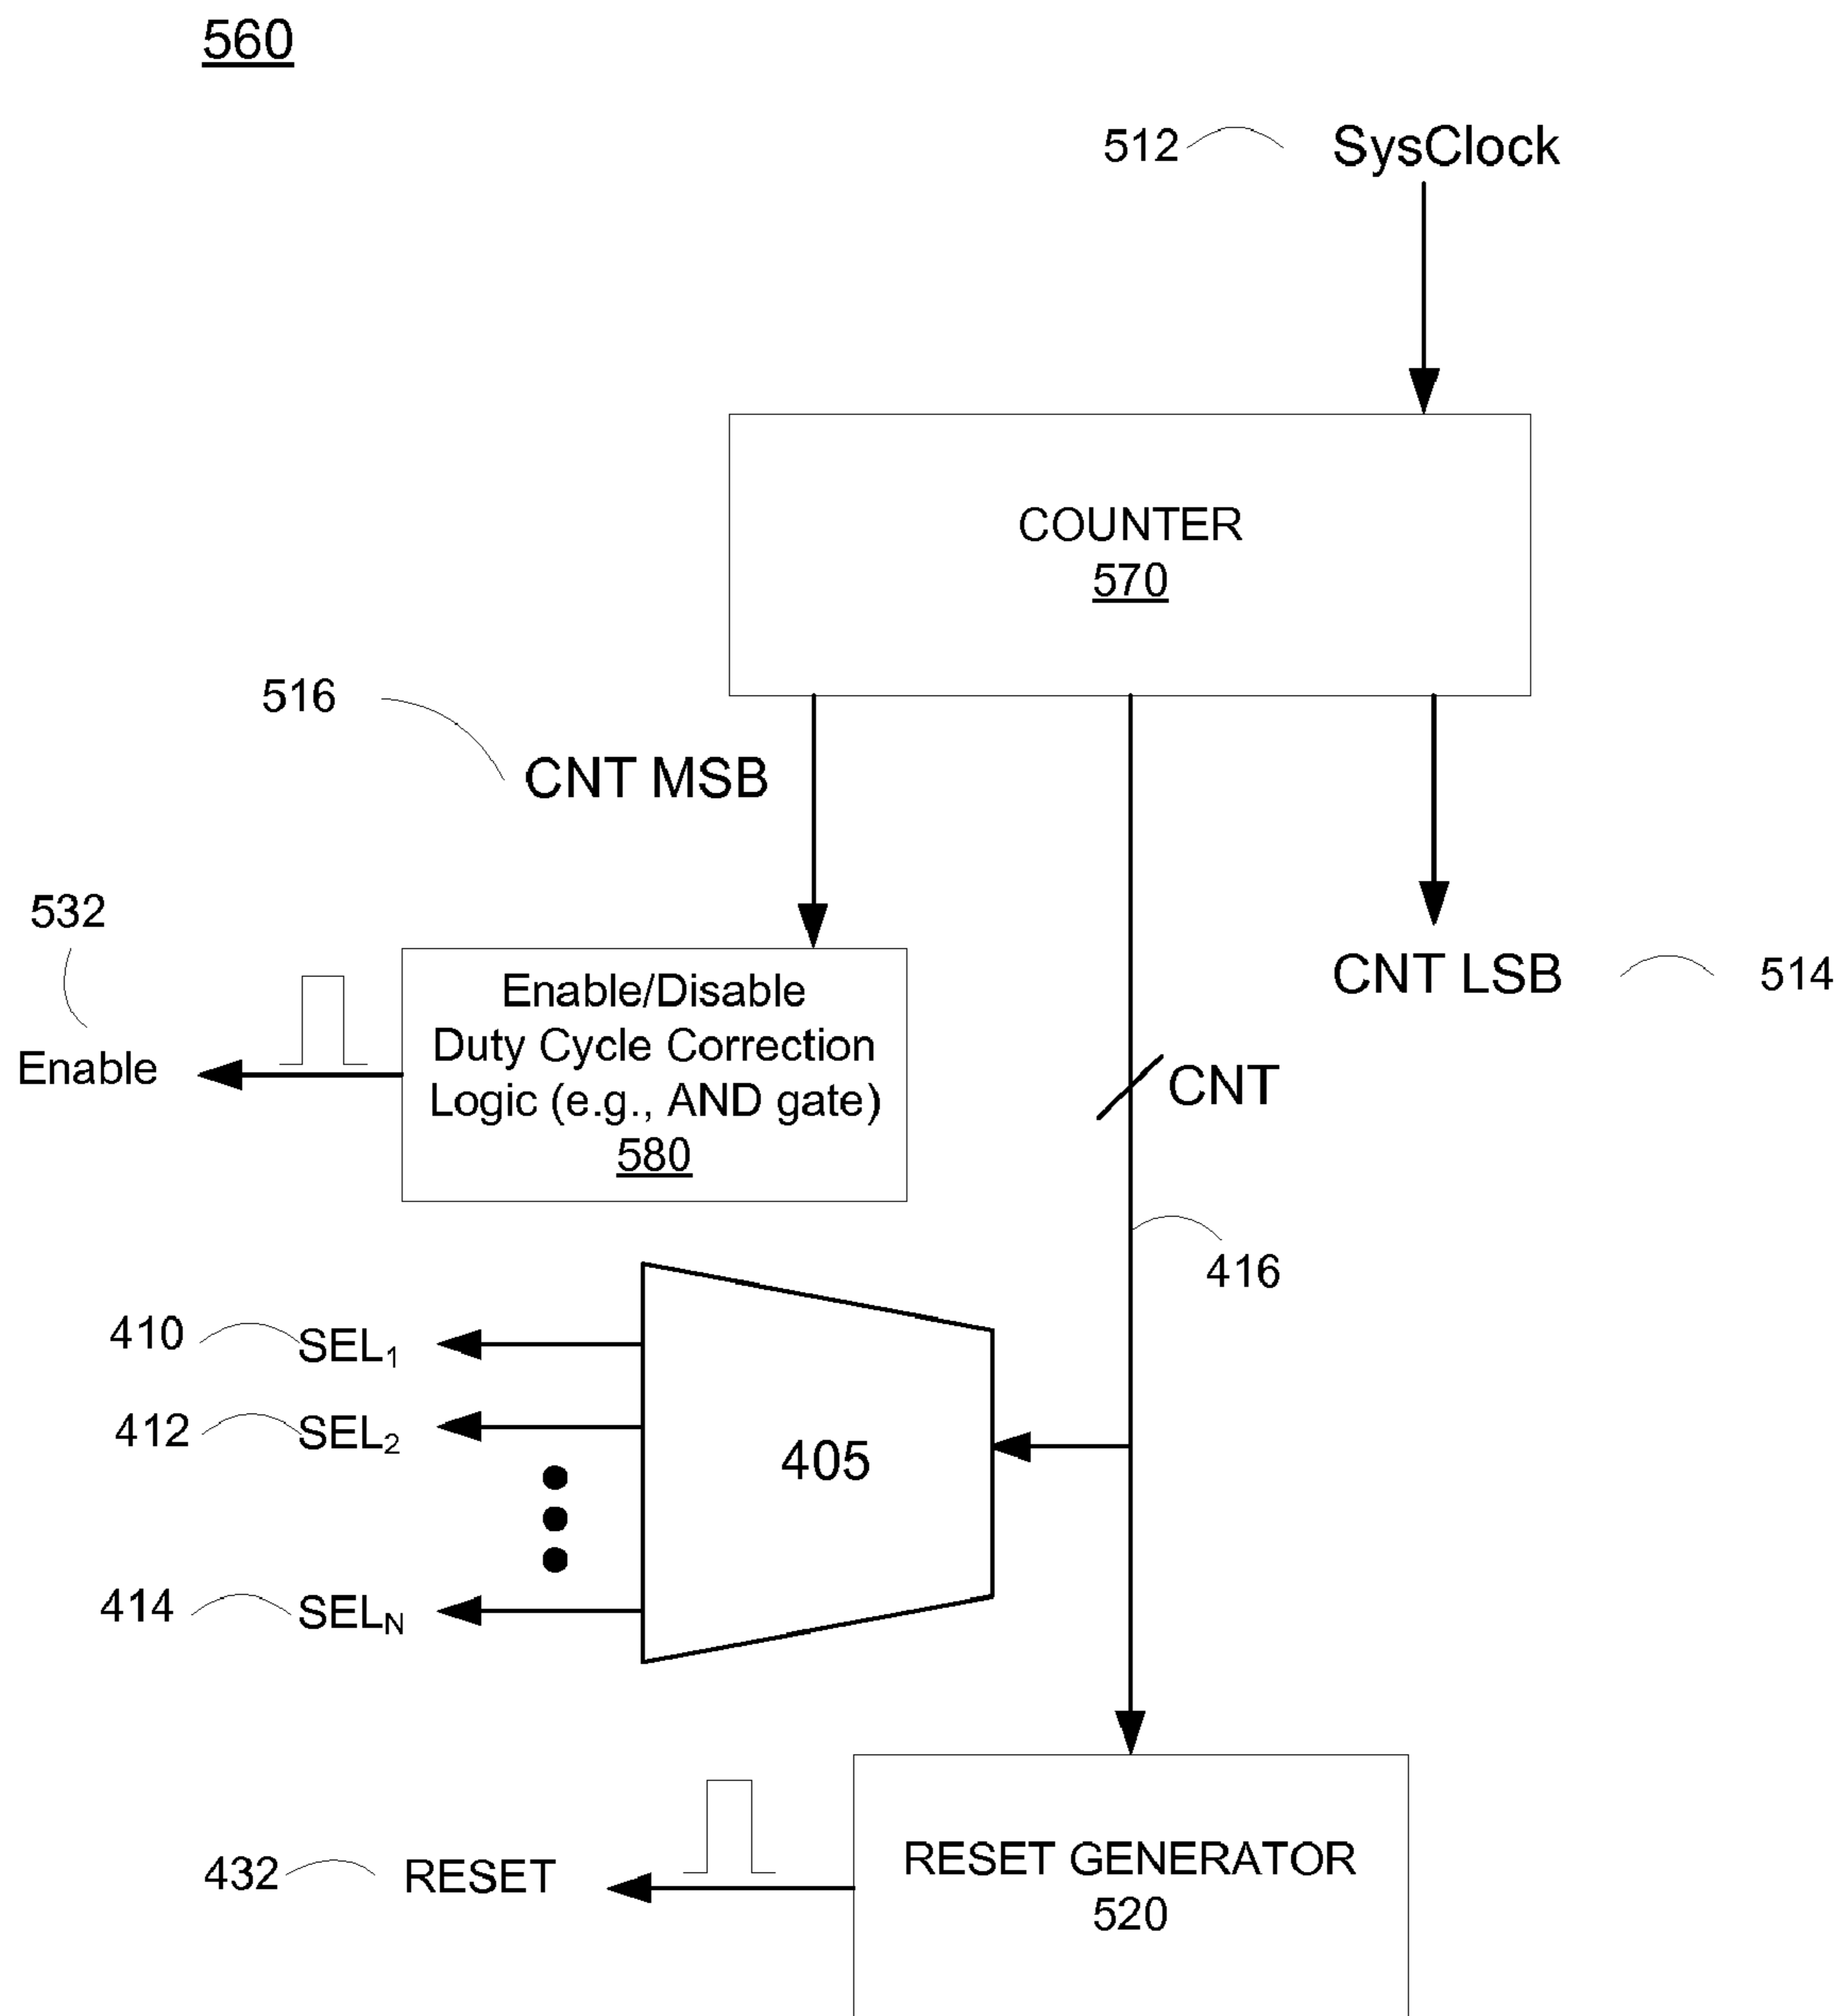 560
512 SysClock
COUNTER
570
516
CNT MSB
532
Enable
Enable/Disable
Duty Cycle Correction
Logic (e.g., AND gate)
580
CNT LSB 514
CNT
416
410 SEL1
412 SEL2
405
414 SELN
432 RESET
RESET GENERATOR
520